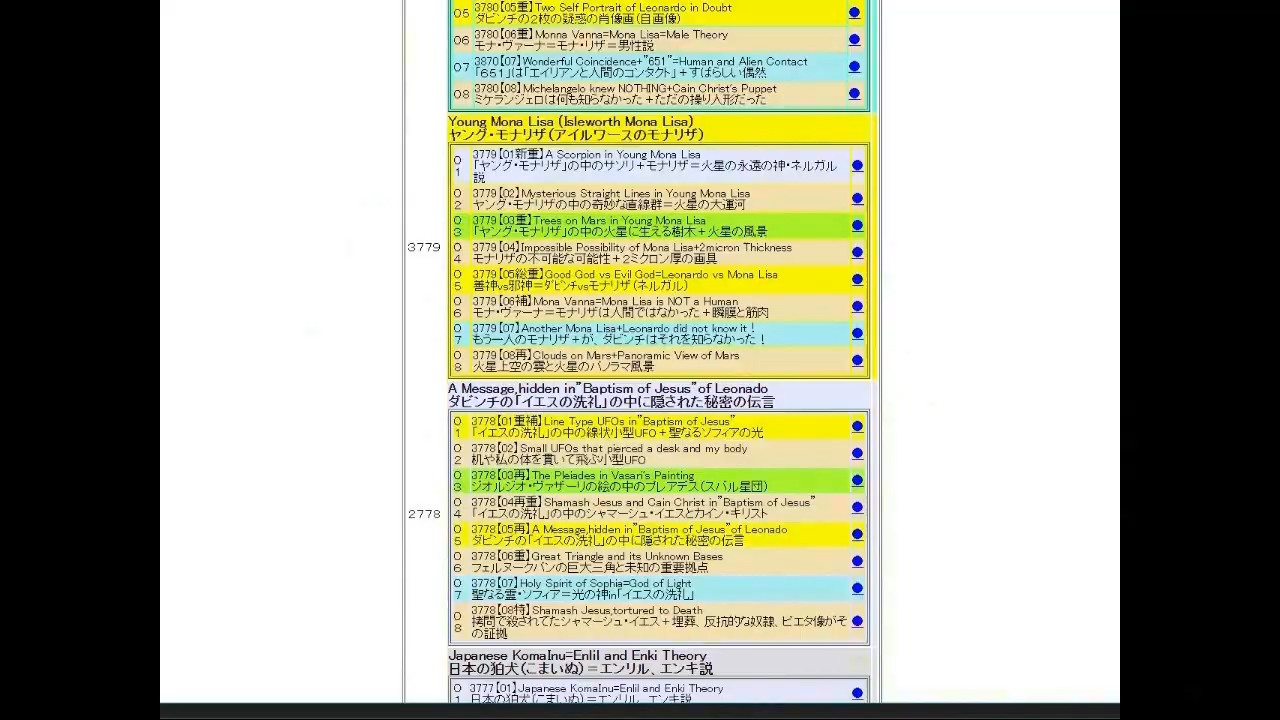 05 3780【05重】Two Self Portrait of Leonardo in Doubt
ダビンチの2枚の疑惑の肖像画(自画像)
06 3780【06重】Monna Vanna=Mona Lisa=Male Theory
モナ・ヴァーナ=モナ・リザ=男性説
07 3870【07】Wonderful Coincidence+"651"=Human and Alien Contact
「651」は「エイリアンと人間のコンタクト」+すばらしい偶然
08 3780【08】Michelangelo knew NOTHING+Cain Christ's Puppet
ミケランジェロは何も知らなかった+ただの操り人形だった
Young Mona Lisa (Isleworth Mona Lisa)
ヤング・モナリザ(アイルワースのモナリザ)
3779
01 3779【01新重】A Scorpion in Young Mona Lisa
「ヤング・モナリザ」の中のサソリ+モナリザ=火星の永遠の神・ネルガル
説
02 3779【02】Mysterious Straight Lines in Young Mona Lisa
ヤング・モナリザの中の奇妙な直線群=火星の大運河
03 3779【03重】Trees on Mars in Young Mona Lisa
「ヤング・モナリザ」の中の火星に生える樹木+火星の風景
04 3779【04】Impossible Possibility of Mona Lisa+2micron Thickness
モナリザの不可能な可能性+2ミクロン厚の画具
05 3779【05総重】Good God vs Evil God=Leonardo vs Mona Lisa
善神vs邪神=ダビンチvsモナリザ(ネルガル)
06 3779【06補】Mona Vanna=Mona Lisa is NOT a Human
モナ・ヴァーナ=モナリザは人間ではなかった+瞬膜と筋肉
07 3779【07】Another Mona Lisa+Leonardo did not know it!
もう一人のモナリザ+が、ダビンチはそれを知らなかった!
08 3779【08再】Clouds on Mars+Panoramic View of Mars
火星上空の雲と火星のパノラマ風景
A Message,hidden in"Baptism of Jesus"of Leonado
ダビンチの「イエスの洗礼」の中に隠された秘密の伝言
2778
01 3778【01重補】Line Type UFOs in"Baptism of Jesus"
「イエスの洗礼」の中の線状小型UFO+聖なるソフィアの光
02 3778【02】Small UFOs that pierced a desk and my body
机や私の体を貫いて飛ぶ小型UFO
03 3778【03再】The Pleiades in Vasari's Painting
ジオルジオ・ヴァザーリの絵の中のプレアデス(スバル星団)
04 3778【04再重】Shamash Jesus and Cain Christ in"Baptism of Jesus"
「イエスの洗礼」の中のシャマーシュ・イエスとカイン・キリスト
05 3778【05再】A Message,hidden in"Baptism of Jesus"of Leonado
ダビンチの「イエスの洗礼」の中に隠された秘密の伝言
06 3778【06重】Great Triangle and its Unknown Bases
フェルヌークバンの巨大三角と未知の重要拠点
07 3778【07】Holy Spirit of Sophia=God of Light
聖なる霊・ソフィア=光の神in「イエスの洗礼」
08 3778【08特】Shamash Jesus,tortured to Death
拷問で殺されてたシャマーシュ・イエス+埋葬、反抗的な奴隷、ピエタ像がそ
の証拠
Japanese KomaInu=Enlil and Enki Theory
日本の狛犬(こまいぬ)=エンリル、エンキ説
01 3777【01】Japanese KomaInu=Enlil and Enki Theory
日本の狛犬(こまいぬ)=エンリル、エンキ説